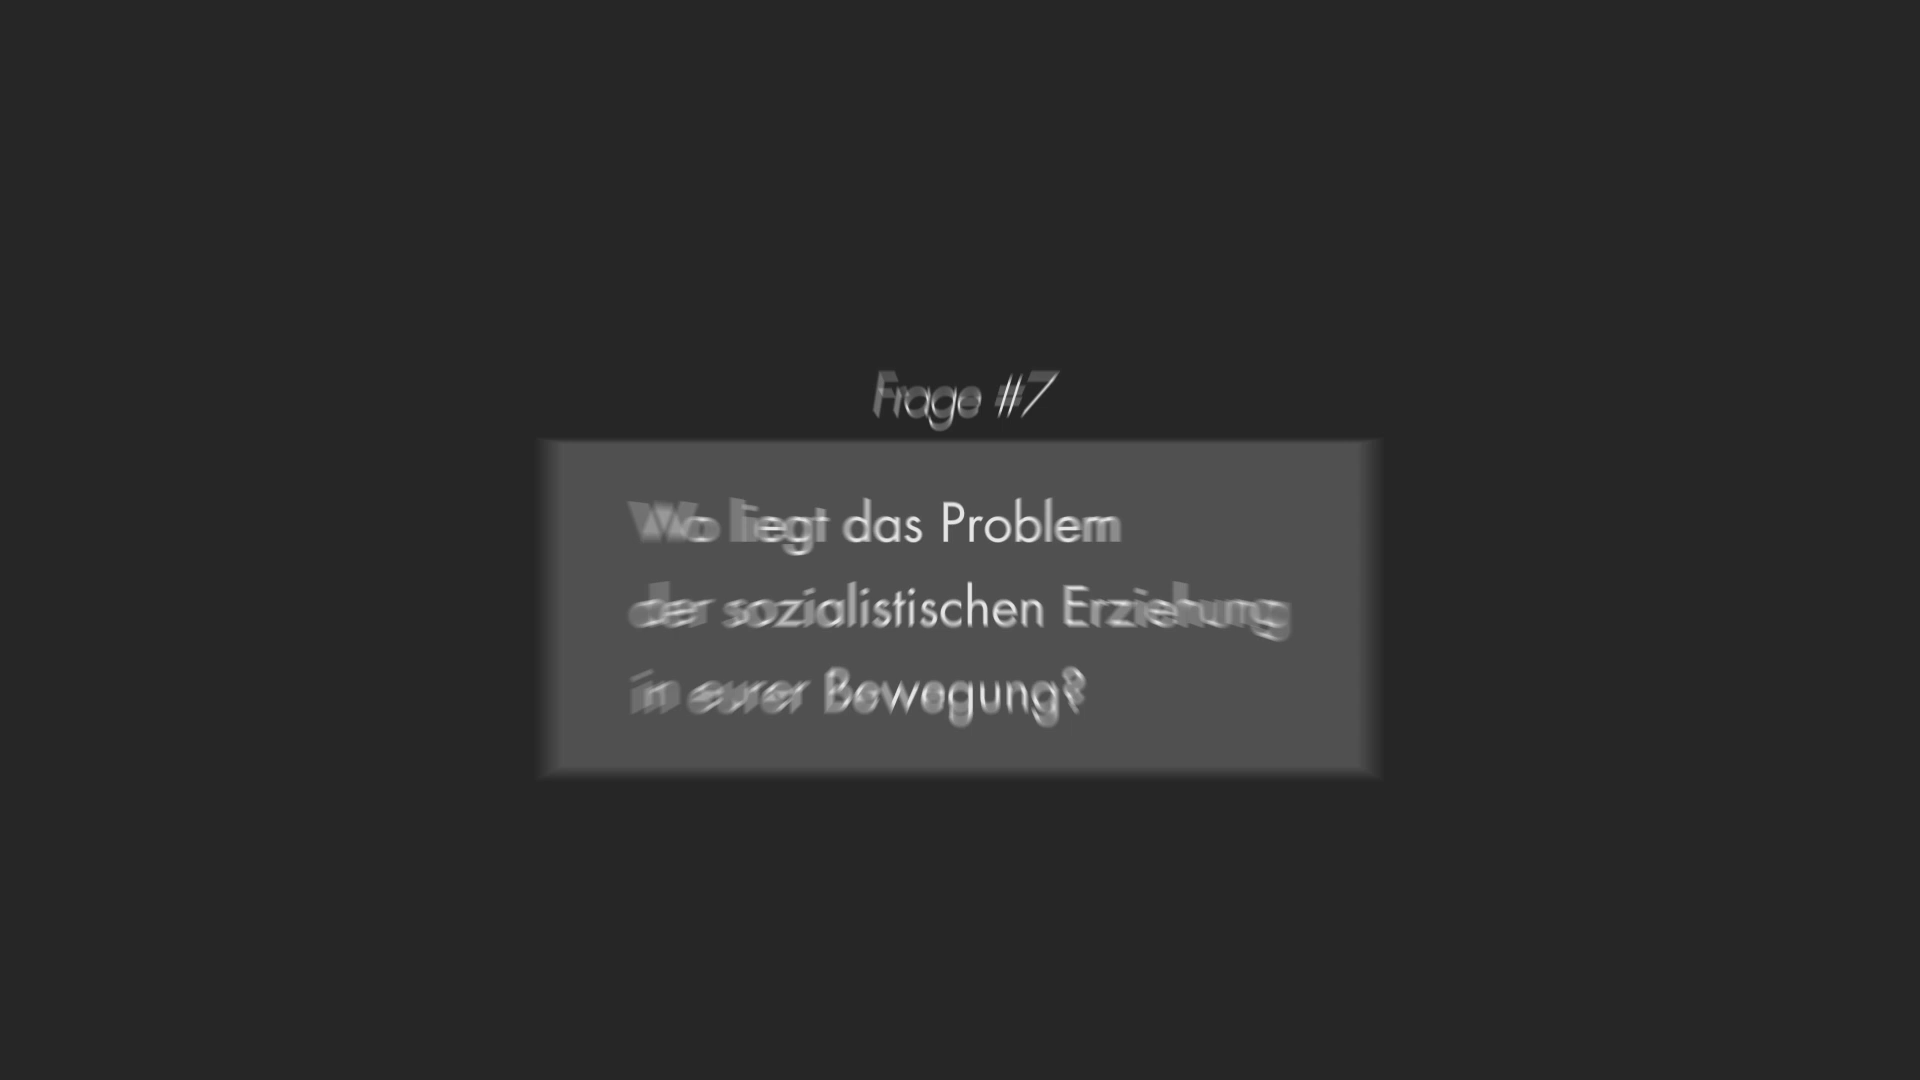 Frage #7
Wo liegt das Problem
der sozialistischen Erziehung
in eurer Bewegung?